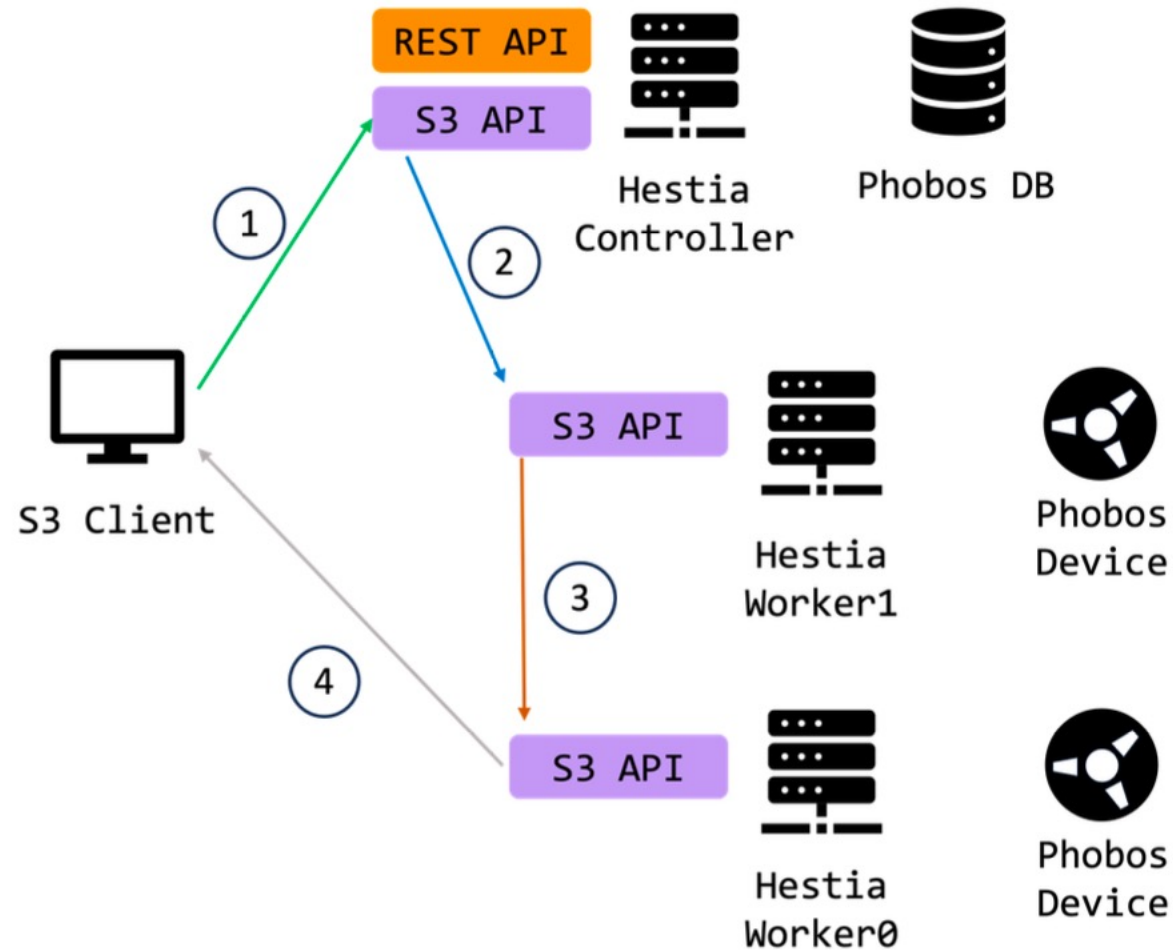 REST API
S3 API
Hestia
Controller
Phobos DB
1
2
S3 Client
S3 API
Hestia
Worker1
Phobos
Device
3
4
S3 API
Hestia
Worker0
Phobos
Device